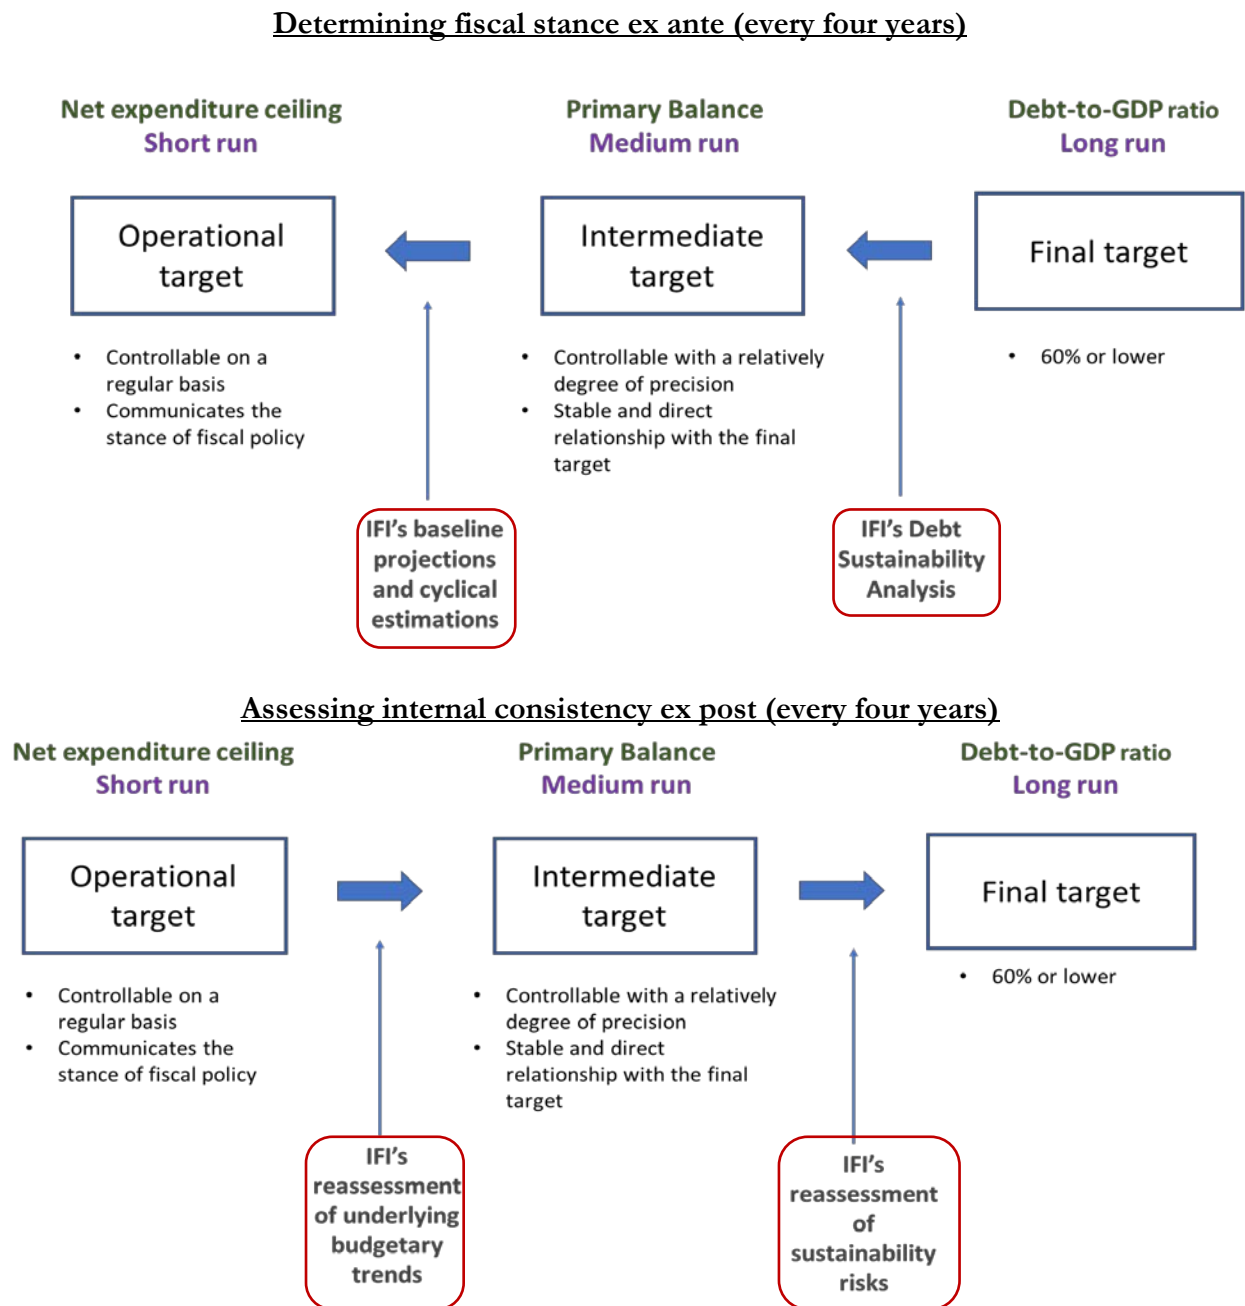 Determining fiscal stance ex ante (every four years)
Net expenditure ceiling
Short run
Primary Balance
Medium run
Debt-to-GDP ratio
Long run
Operational
target
Intermediate
target
Final target
• Controllable on a
regular basis
• Communicates the
stance of fiscal policy
• Controllable with a relatively
degree of precision
• Stable and direct
relationship with the final
target
• 60% or lower
IFI's baseline
projections
and cyclical
estimations
IFI's Debt
Sustainability
Analysis
Assessing internal consistency ex post (every four years)
Net expenditure ceiling
Short run
Primary Balance
Medium run
Debt-to-GDP ratio
Long run
Operational
target
Intermediate
target
Final target
• Controllable on a
regular basis
• Communicates the
stance of fiscal policy
• Controllable with a relatively
degree of precision
• Stable and direct
relationship with the final
target
• 60% or lower
IFI's
reassessment
of underlying
budgetary
trends
IFI's
reassessment
of
sustainability
risks